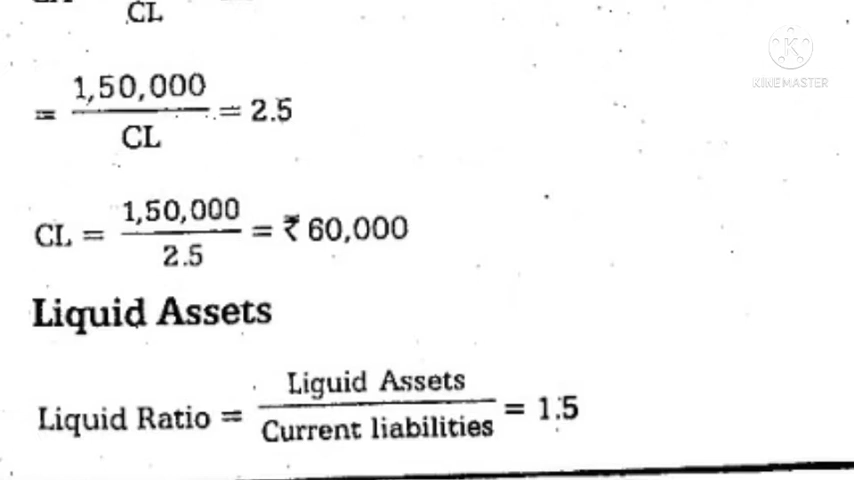 CL
= 1,50,000 / CL = 2.5
CL = 1,50,000 / 2.5 = ₹ 60,000
Liquid Assets
Liquid Ratio = Liguid Assets / Current liabilities = 1.5
K
KINEMASTER